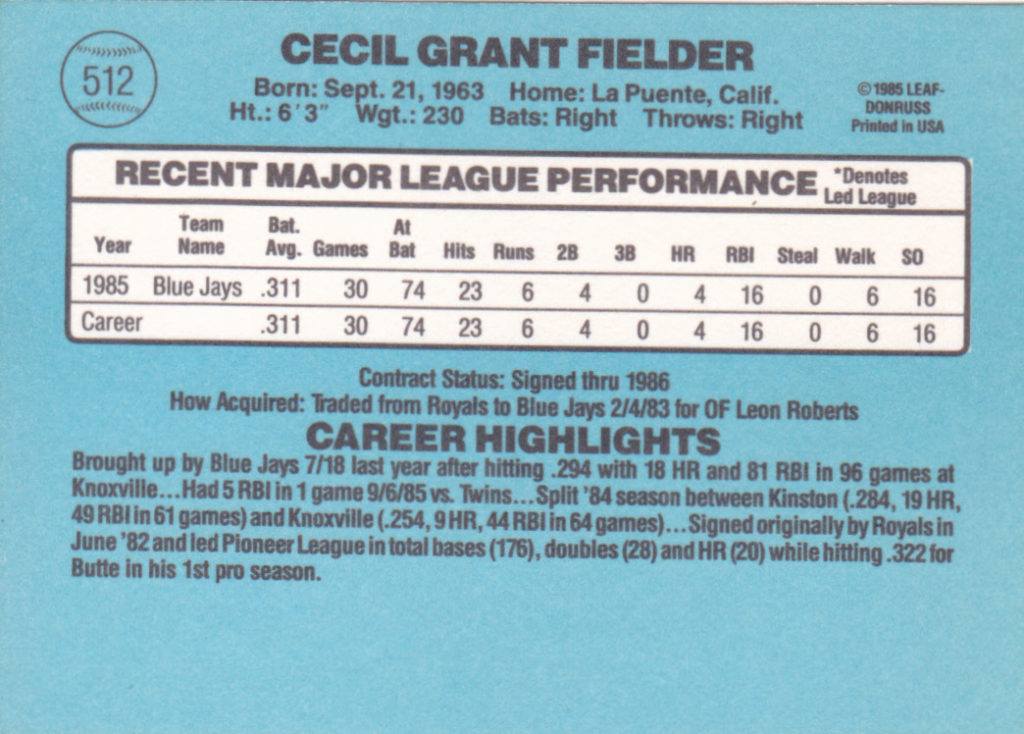 512
CECIL GRANT FIELDER
Born: Sept. 21, 1963 Home: La Puente, Calif.
Ht.: 6'3" Wgt.: 230 Bats: Right Throws: Right
©1985 LEAF-
DONRUSS
Printed in USA
RECENT MAJOR LEAGUE PERFORMANCE *Denotes
Led League
Year Team Name Bat. Avg. Games At Bat Hits Runs 2B 3B HR RBI Steal Walk SO
1985 Blue Jays .311 30 74 23 6 4 0 4 16 0 6 16
Career .311 30 74 23 6 4 0 4 16 0 6 16
Contract Status: Signed thru 1986
How Acquired: Traded from Royals to Blue Jays 2/4/83 for OF Leon Roberts
CAREER HIGHLIGHTS
Brought up by Blue Jays 7/18 last year after hitting .294 with 18 HR and 81 RBI in 96 games at
Knoxville...Had 5 RBI in 1 game 9/6/85 vs. Twins...Split '84 season between Kinston (.284, 19 HR,
49 RBI in 61 games) and Knoxville (.254, 9 HR, 44 RBI in 64 games)...Signed originally by Royals in
June '82 and led Pioneer League in total bases (176), doubles (28) and HR (20) while hitting .322 for
Butte in his 1st pro season.